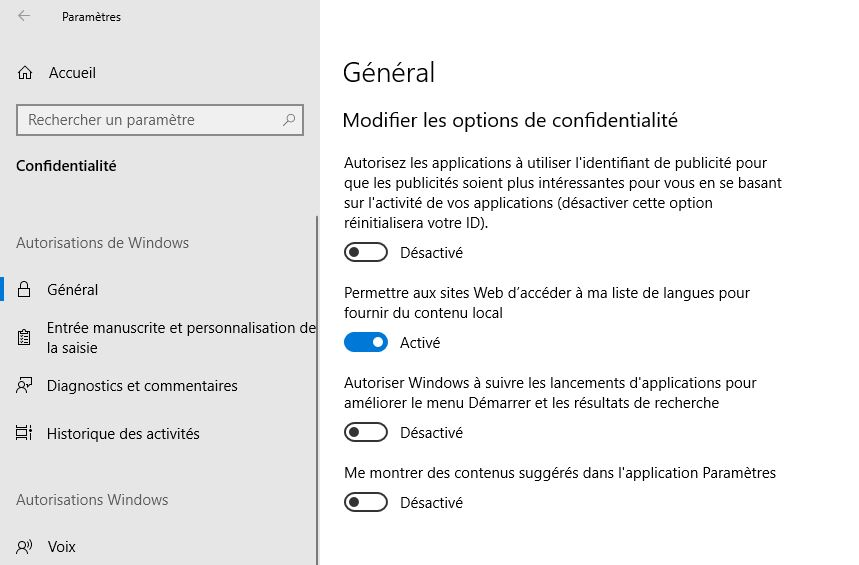 Paramètres
Accueil
Rechercher un paramètre
Confidentialité
Autorisations de Windows
Général
Entrée manuscrite et personnalisation de
la saisie
Diagnostics et commentaires
Historique des activités
Autorisations Windows
Voix
Général
Modifier les options de confidentialité
Autorisez les applications à utiliser l'identifiant de publicité pour
que les publicités soient plus intéressantes pour vous en se basant
sur l'activité de vos applications (désactiver cette option
réinitialisera votre ID).
Désactivé
Permettre aux sites Web d’accéder à ma liste de langues pour
fournir du contenu local
Activé
Autoriser Windows à suivre les lancements d'applications pour
améliorer le menu Démarrer et les résultats de recherche
Désactivé
Me montrer des contenus suggérés dans l'application Paramètres
Désactivé